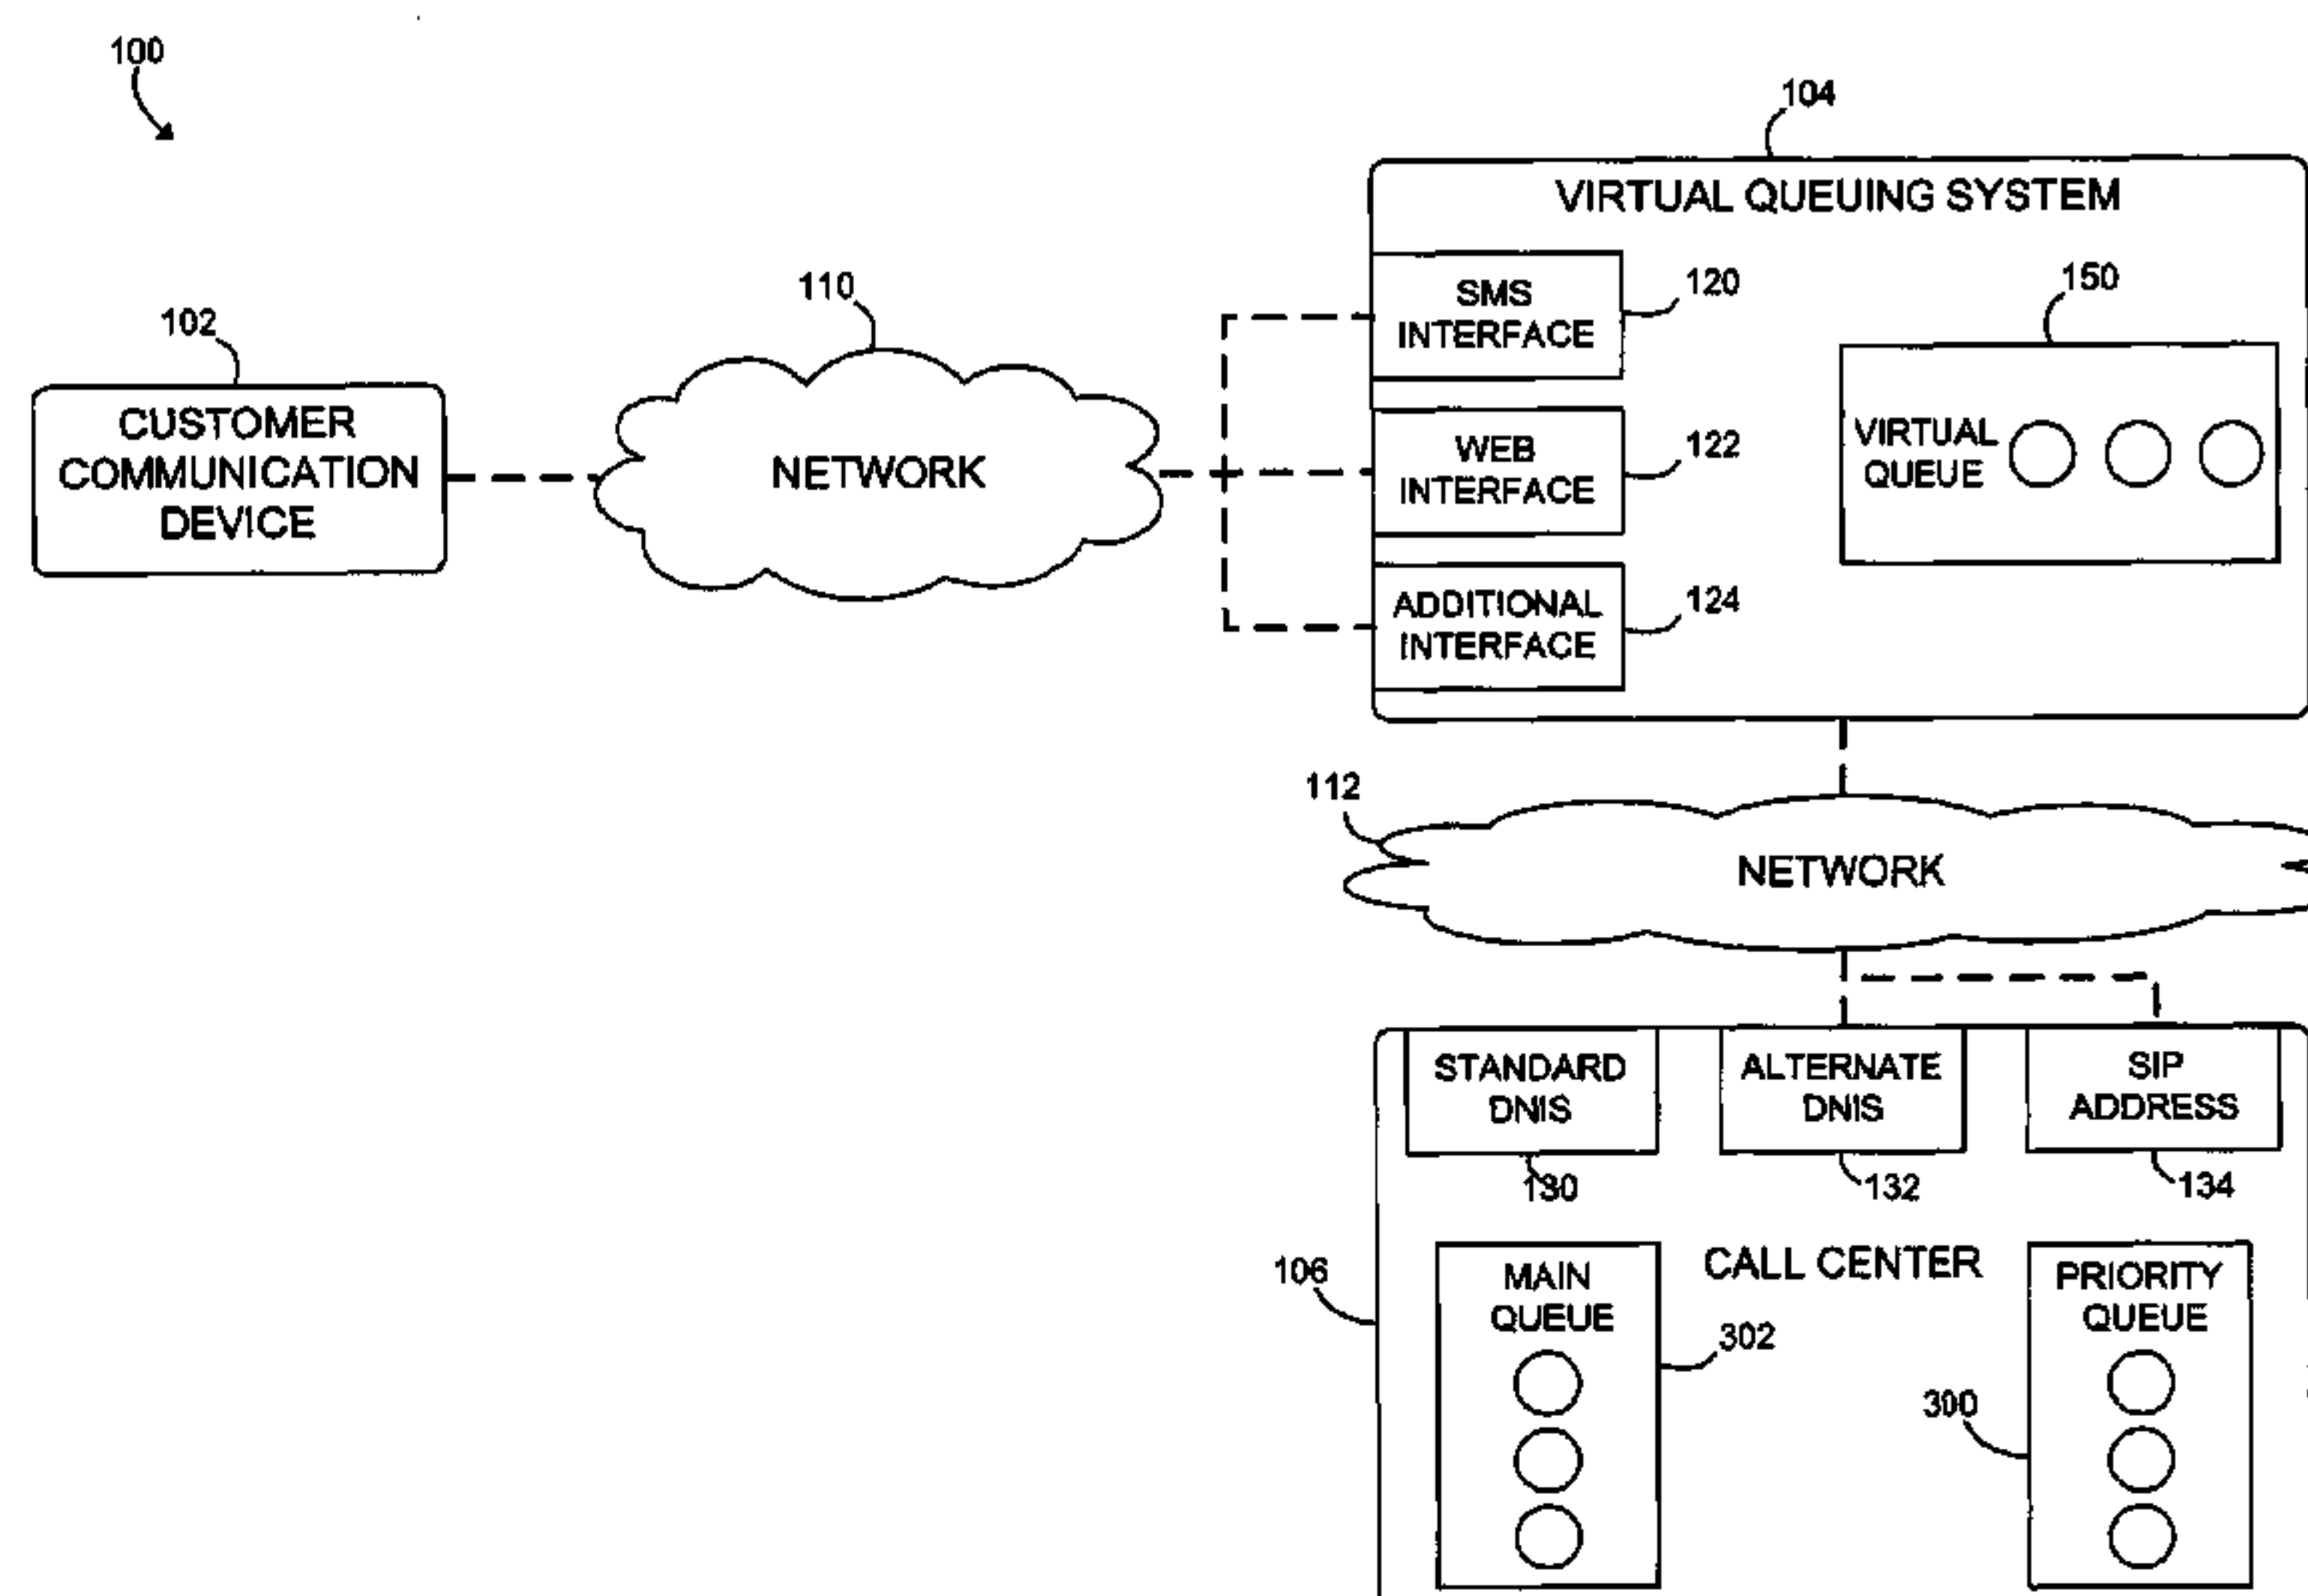 100
104
VIRTUAL QUEUING SYSTEM
SMS
INTERFACE
120
150
110
102
CUSTOMER
COMMUNICATION
DEVICE
NETWORK
WEB
INTERFACE
122
VIRTUAL
QUEUE
ADDITIONAL
INTERFACE
124
112
NETWORK
STANDARD
DNIS
ALTERNATE
DNIS
SIP
ADDRESS
130
132
134
106
MAIN
QUEUE
CALL CENTER
PRIORITY
QUEUE
302
300